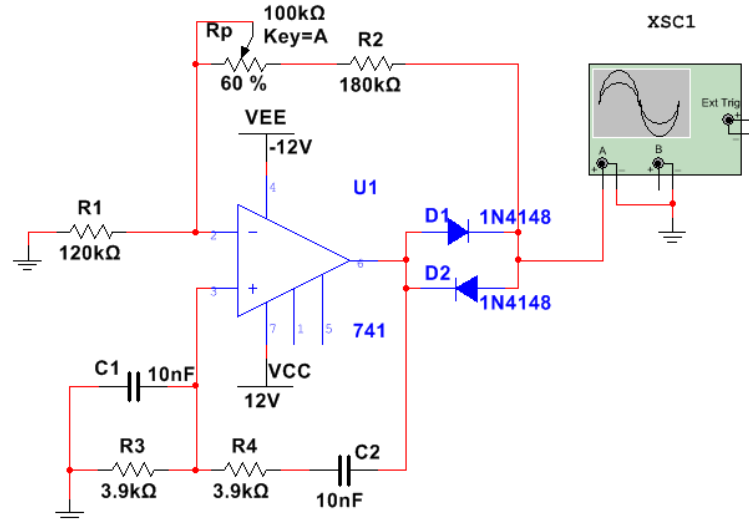 100kΩ
XSC1
Rp
Key=A
R2
60 %
180kΩ
VEE
-12V
Ext Trig
+
−
A
B
+ − + −
4
U1
R1
D1
1N4148
120kΩ
2
−
6
D2
3
+
1N4148
7
1
5
741
C1
10nF
VCC
12V
R3
R4
C2
3.9kΩ
3.9kΩ
10nF